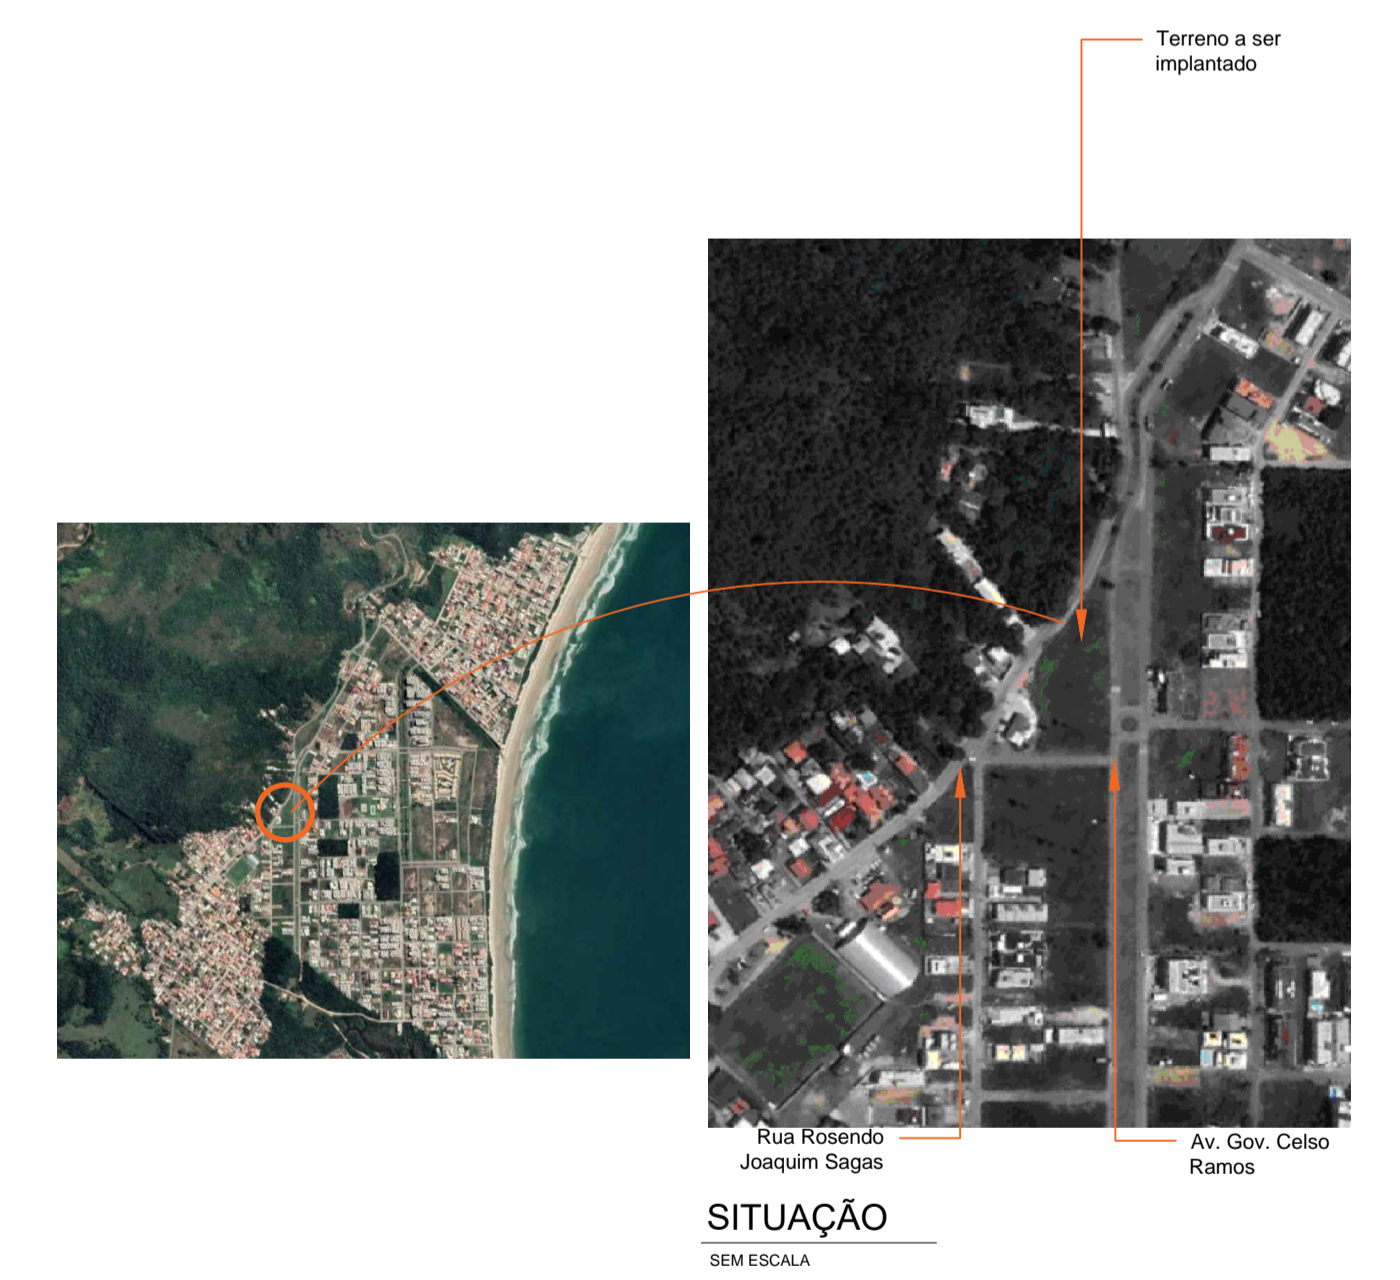 Terreno a ser
implantado
Rua Rosendo
Joaquim Sagas
Av. Gov. Celso
Ramos
SITUAÇÃO
SEM ESCALA